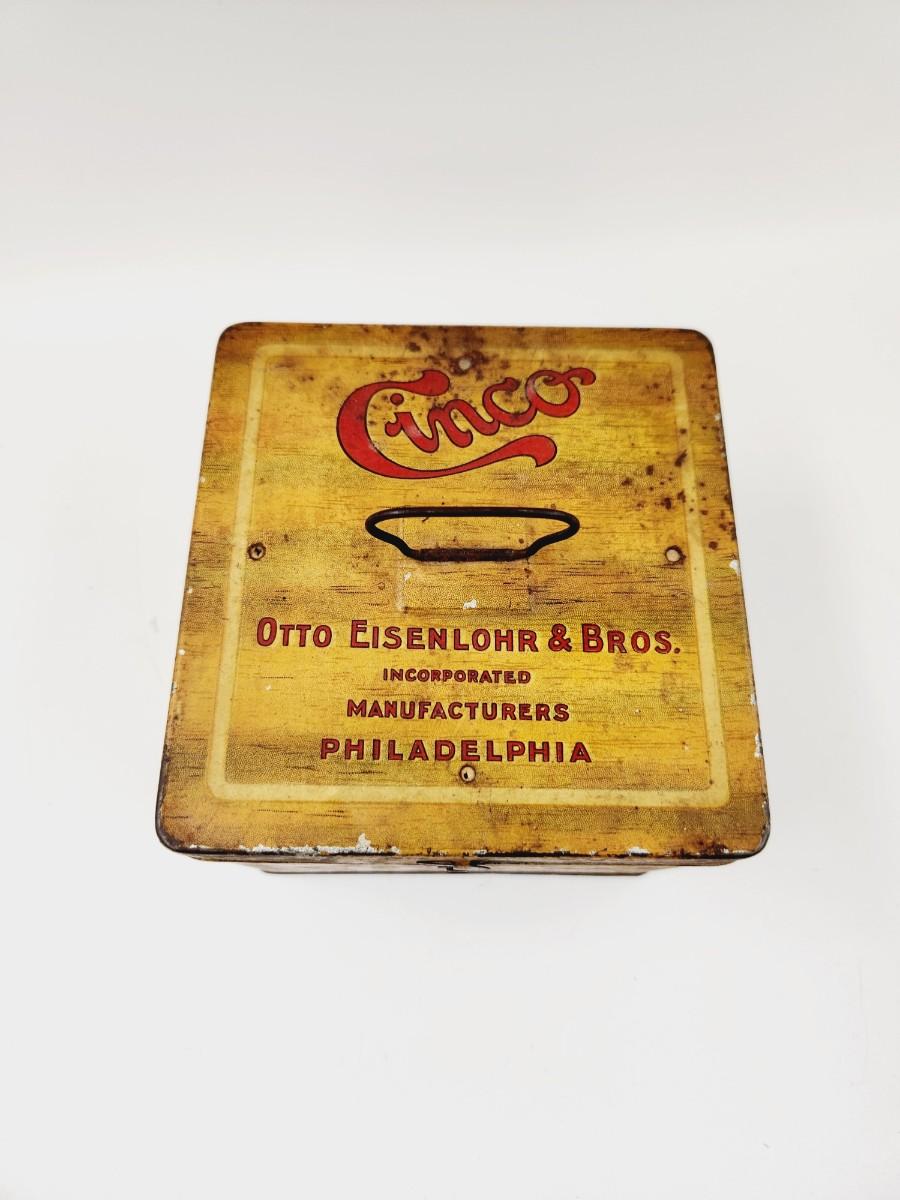 Cinco
OTTO EISENLOHR & BROS.
INCORPORATED
MANUFACTURERS
PHILADELPHIA